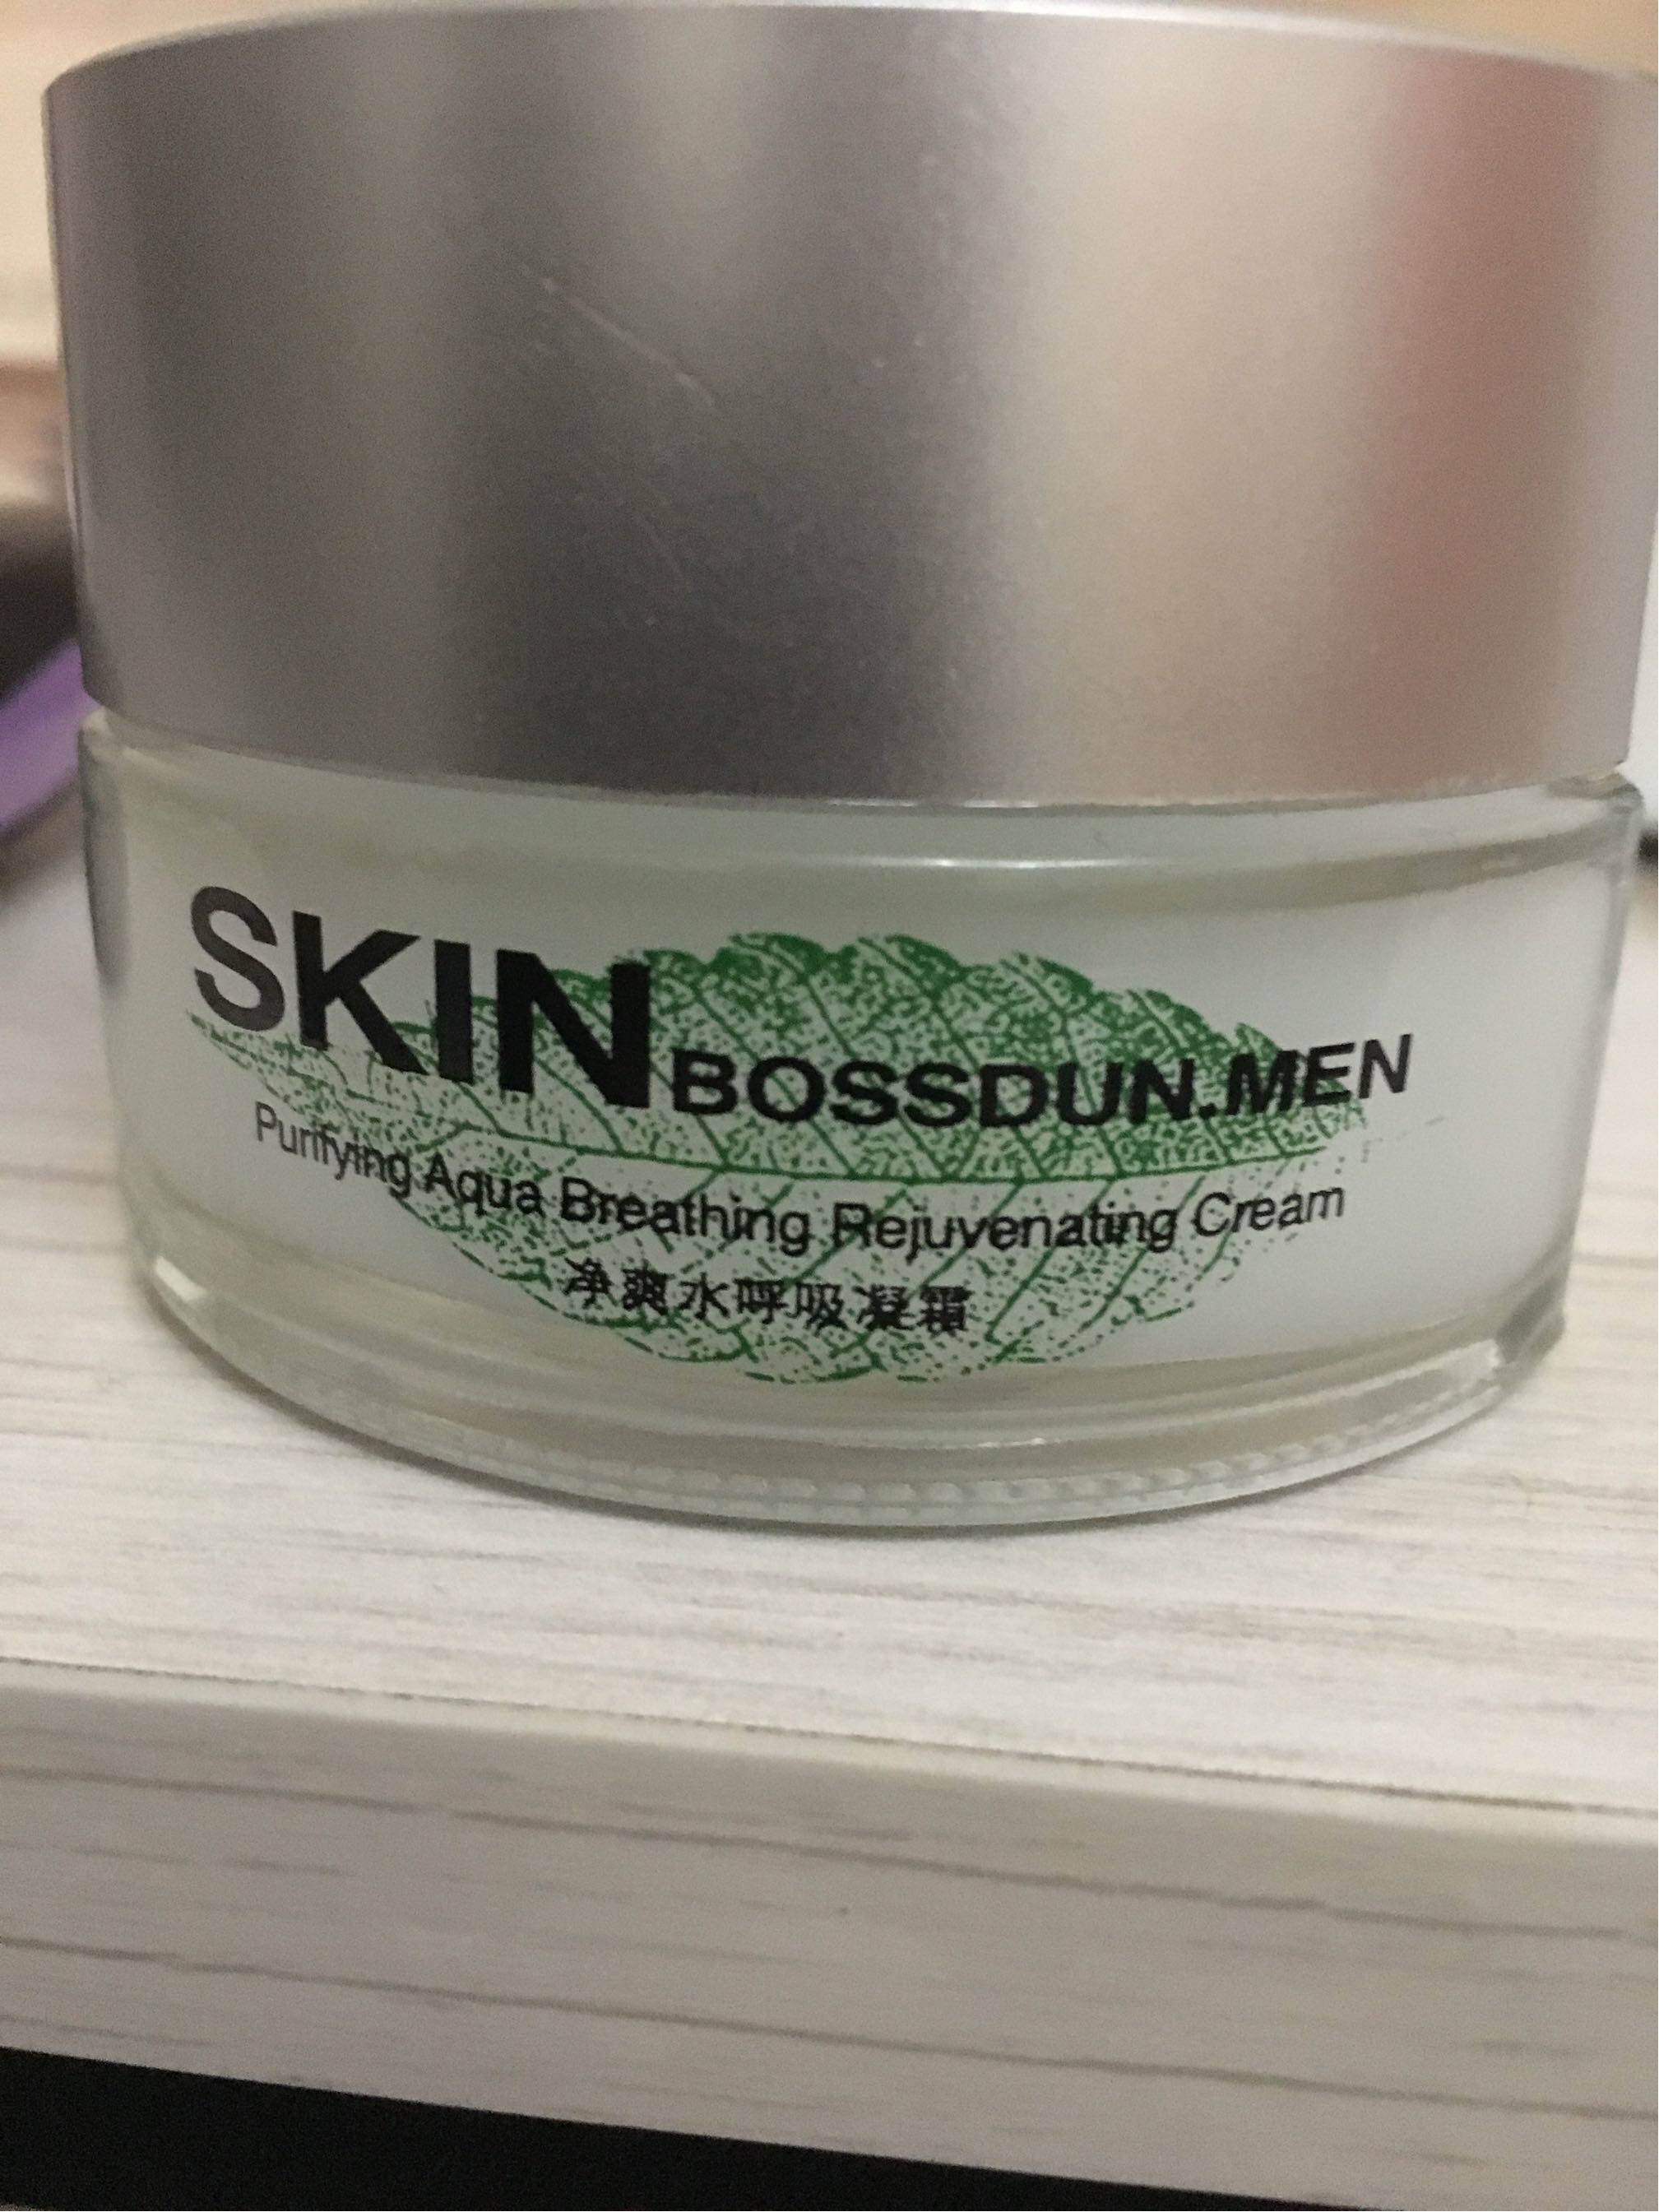 SKIN BOSSDUN.MEN
Purifying Aqua Breathing Rejuvenating Cream
净爽水呼吸凝霜